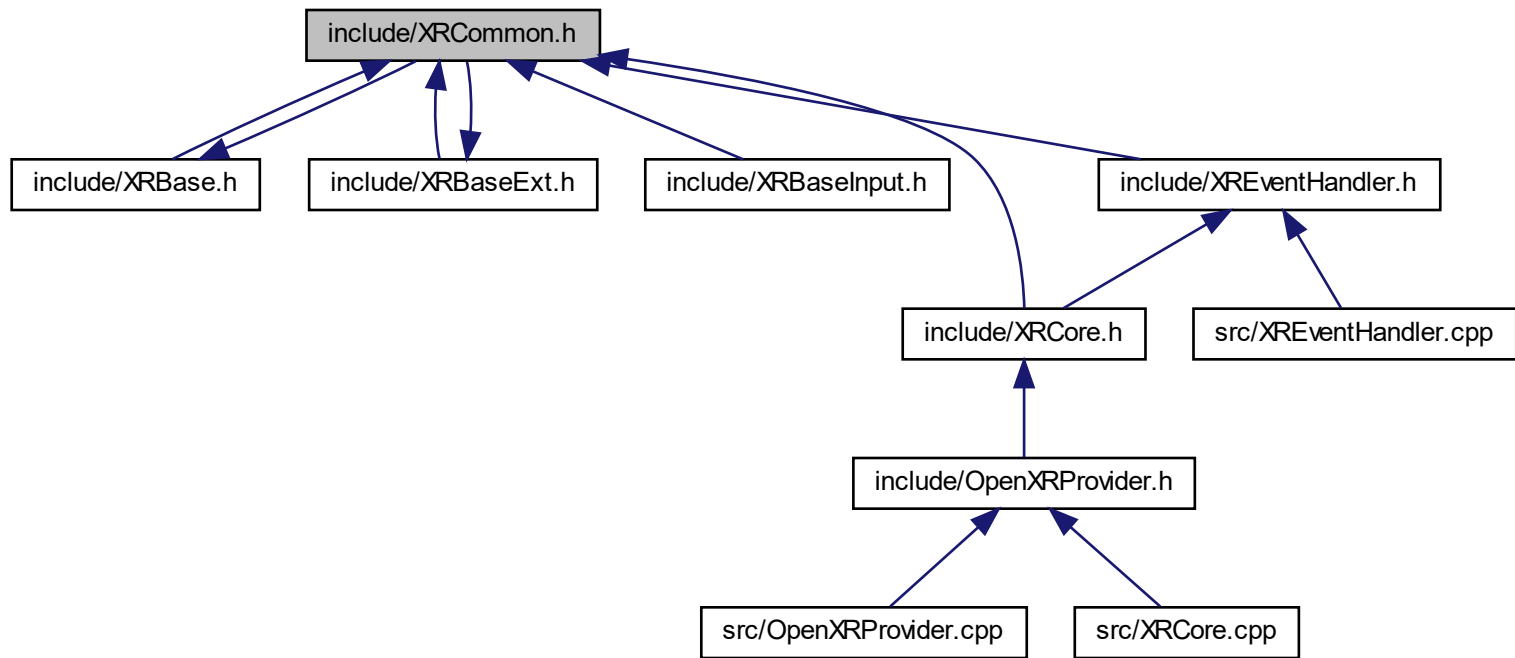 include/XRCommon.h
include/XRBase.h
include/XRBaseExt.h
include/XRBaseInput.h
include/XREventHandler.h
include/XRCore.h
src/XREventHandler.cpp
include/OpenXRProvider.h
src/OpenXRProvider.cpp
src/XRCore.cpp